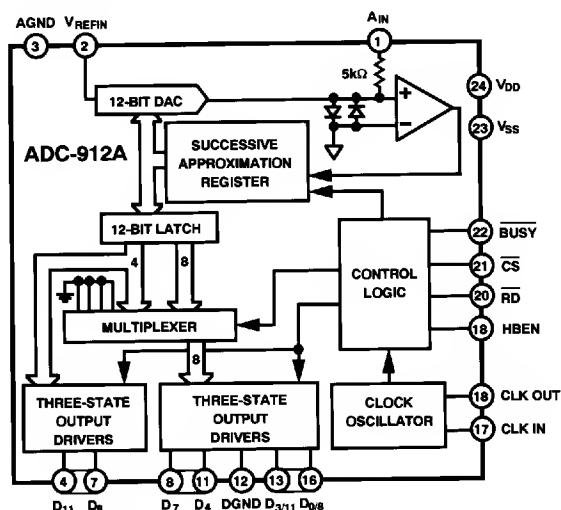 AGND VREFIN AIN
3 2 1
5kΩ
12-BIT DAC
+
−
24 VDD
23 VSS
ADC-912A
SUCCESSIVE
APPROXIMATION
REGISTER
12-BIT LATCH
4 8
CONTROL
LOGIC
22 BUSY
21 CS
20 RD
18 HBEN
MULTIPLEXER
8
THREE-STATE
OUTPUT
DRIVERS
THREE-STATE
OUTPUT
DRIVERS
CLOCK
OSCILLATOR
18 CLK OUT
17 CLK IN
4 7 8 11 12 13 16
D11 D8 D7 D4 DGND D3/11 D0/8